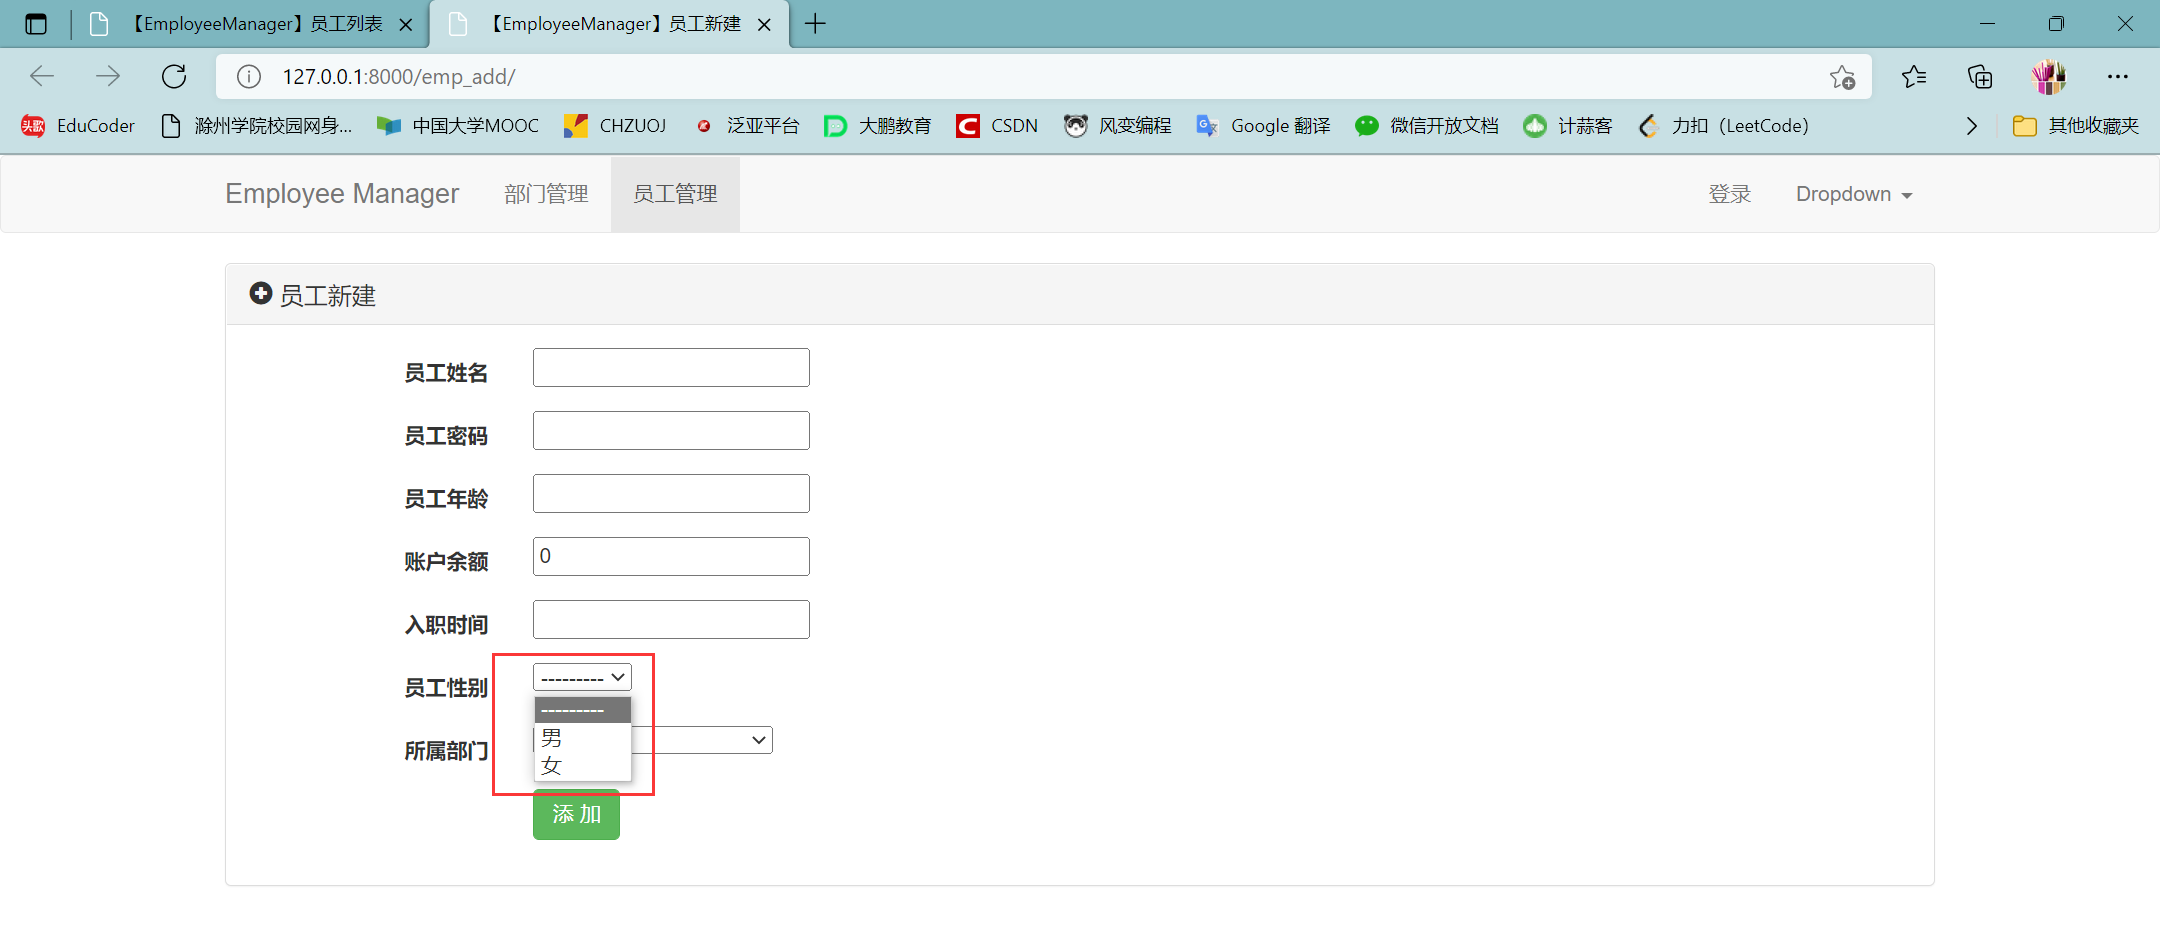 【EmployeeManager】员工列表
【EmployeeManager】员工新建
127.0.0.1:8000/emp_add/
头歌 EduCoder
滁州学院校园网身...
中国大学MOOC
CHZUOJ
泛亚平台
大鹏教育
CSDN
风变编程
Google 翻译
微信开放文档
计蒜客
力扣（LeetCode）
其他收藏夹
Employee Manager 部门管理 员工管理 登录 Dropdown
员工新建
员工姓名
员工密码
员工年龄
账户余额 0
入职时间
员工性别 ---------
---------
男
所属部门
女
添 加